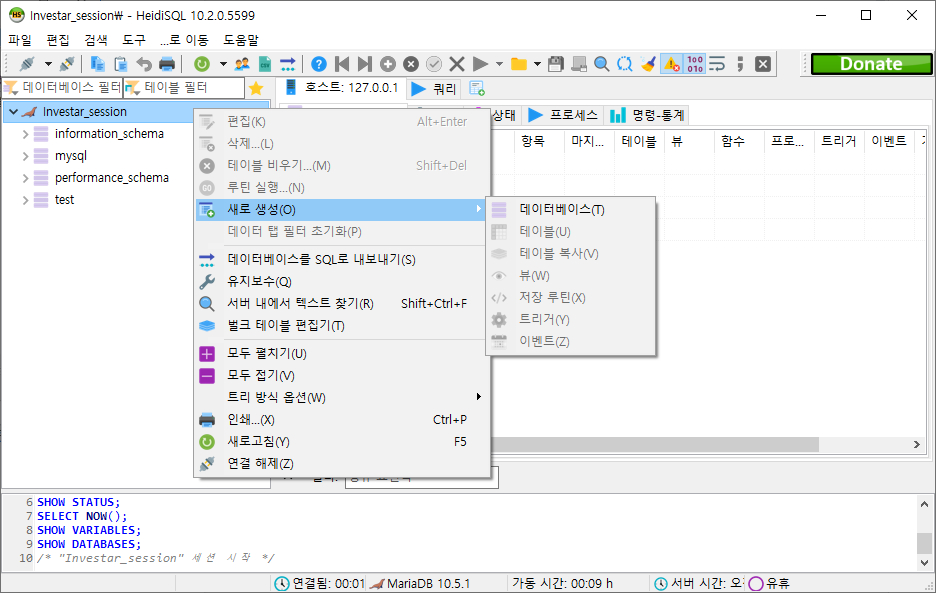 Investar_session\ - HeidiSQL 10.2.0.5599
파일 편집 검색 도구 ...로 이동 도움말
Donate
데이터베이스 필터 테이블 필터 호스트: 127.0.0.1 쿼리
상태 프로세스 명령-통계
항목 마지... 테이블 뷰 함수 프로... 트리거 이벤트
Investar_session
information_schema
mysql
performance_schema
test
편집(K) Alt+Enter
삭제...(L)
테이블 비우기...(M) Shift+Del
루틴 실행...(N)
새로 생성(O)
데이터 탭 필터 초기화(P)
데이터베이스를 SQL로 내보내기(S)
유지보수(Q)
서버 내에서 텍스트 찾기(R) Shift+Ctrl+F
벌크 테이블 편집기(T)
모두 펼치기(U)
모두 접기(V)
트리 방식 옵션(W)
인쇄...(X) Ctrl+P
새로고침(Y) F5
연결 해제(Z)
데이터베이스(T)
테이블(U)
테이블 복사(V)
뷰(W)
저장 루틴(X)
트리거(Y)
이벤트(Z)
6 SHOW STATUS;
7 SELECT NOW();
8 SHOW VARIABLES;
9 SHOW DATABASES;
10 /* "Investar_session" 세션 시작 */
연결됨: 00:01 MariaDB 10.5.1 가동 시간: 00:09 h 서버 시간: 오 유휴